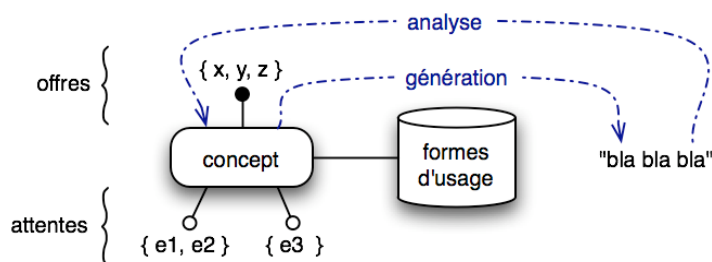 analyse
offres
{ x, y, z }
génération
concept
formes
d'usage
"bla bla bla"
attentes
{ e1, e2 }
{ e3 }